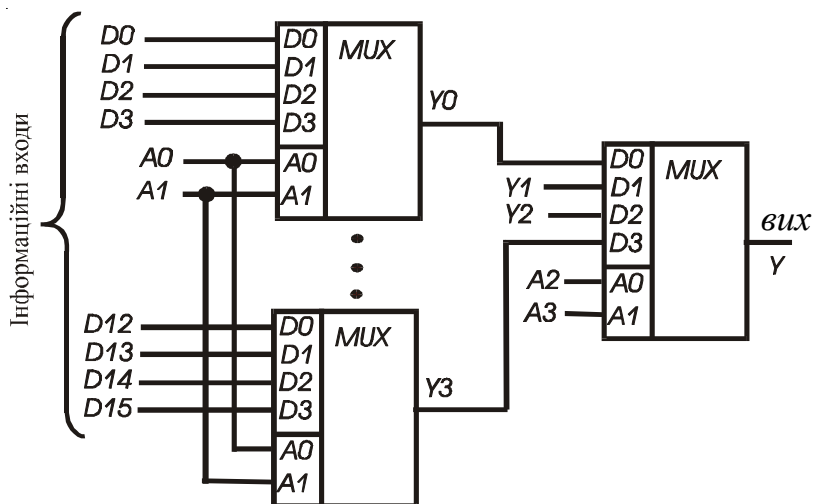 Інформаційні входи
D0
D1
D2
D3
A0
A1
D0
D1
D2
D3
A0
A1
MUX
Y0
D12
D13
D14
D15
D0
D1
D2
D3
A0
A1
MUX
Y3
Y1
Y2
A2
A3
D0
D1
D2
D3
A0
A1
MUX
вих
Y